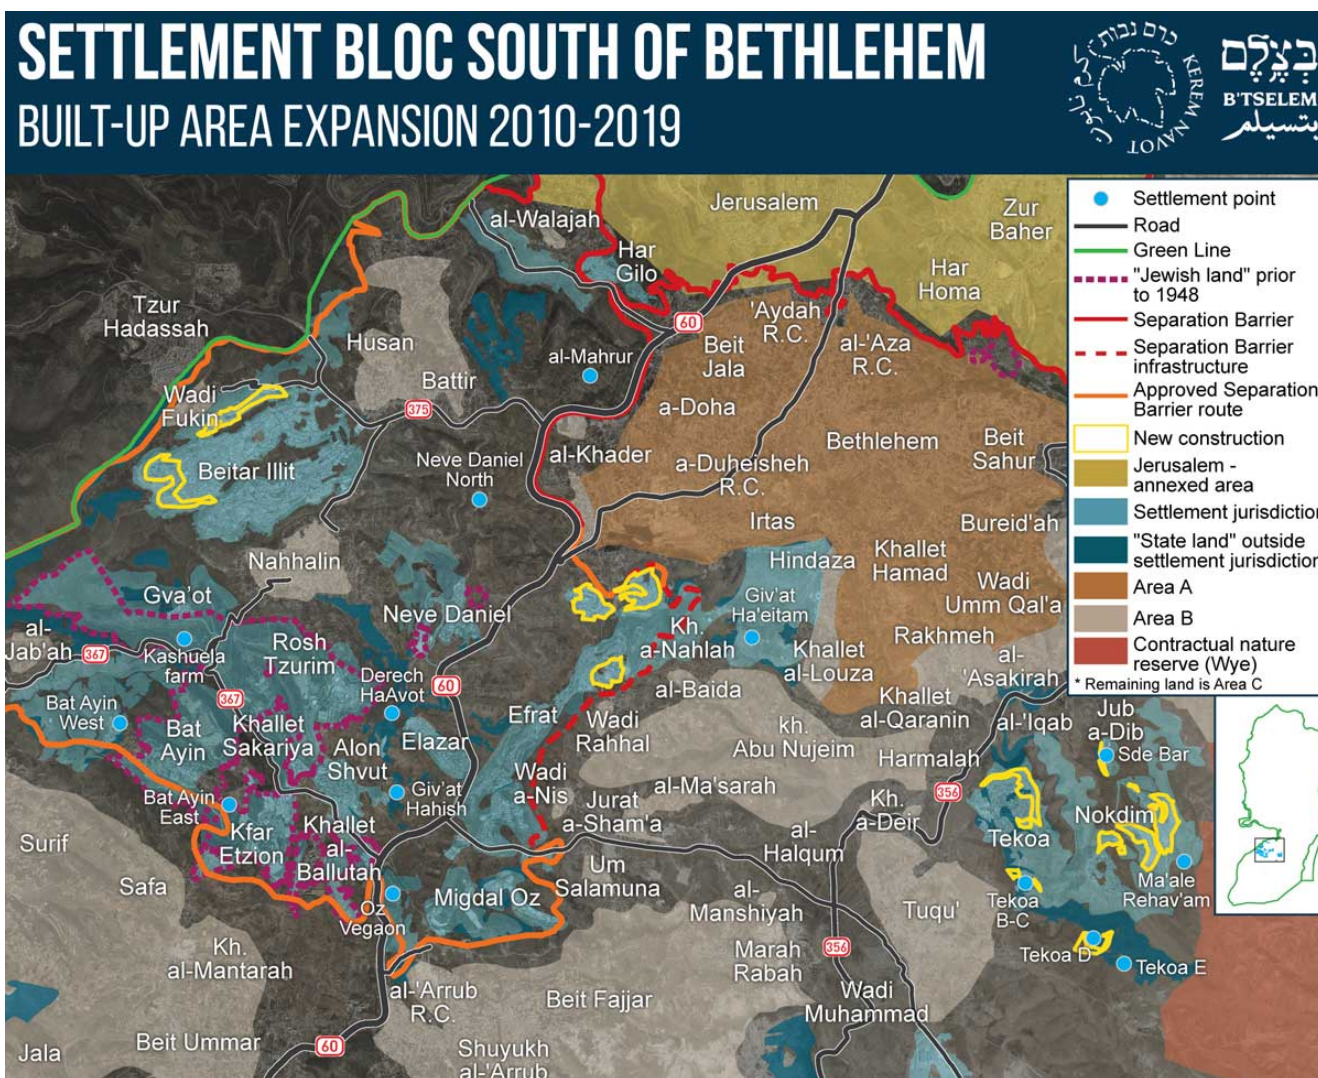 SETTLEMENT BLOC SOUTH OF BETHLEHEM
BUILT-UP AREA EXPANSION 2010-2019
כרם נבות
KEREM NAVOT
בְּצֶלֶם
B'TSELEM
بتسيلم
Settlement point
Road
Green Line
"Jewish land" prior
to 1948
Separation Barrier
Separation Barrier
infrastructure
Approved Separation
Barrier route
New construction
Jerusalem -
annexed area
Settlement jurisdiction
"State land" outside
settlement jurisdiction
Area A
Area B
Contractual nature
reserve (Wye)
* Remaining land is Area C
Jerusalem
Zur
Baher
al-Walajah
Har
Gilo
Har
Homa
Tzur
Hadassah
'Aydah
R.C.
60
Husan
Beit
Jala
al-'Aza
R.C.
al-Mahrur
Battir
Wadi
Fukin
375
a-Doha
Bethlehem
Beit
Sahur
al-Khader
Neve Daniel
North
a-Duheisheh
R.C.
Beitar Illit
Irtas
Bureid'ah
Nahhalin
Hindaza
Khallet
Hamad
Gva'ot
Giv'at
Ha'eitam
Wadi
Umm Qal'a
Neve Daniel
al-
Jab'ah
367
Kashuela
farm
Rosh
Tzurim
Kh.
a-Nahlah
Rakhmeh
Khallet
al-Louza
al-
'Asakirah
Derech
HaAvot
60
al-Baida
367
Bat Ayin
West
Bat
Ayin
Khallet
Sakariya
Efrat
Wadi
Rahhal
Khallet
al-Qaranin
al-'Iqab
Jub
a-Dib
Alon
Shvut
Elazar
kh.
Abu Nujeim
Harmalah
Sde Bar
Wadi
a-Nis
al-Ma'sarah
356
Bat Ayin
East
Giv'at
Hahish
Jurat
a-Sham'a
Kh.
a-Deir
Nokdim
Surif
Kfar
Etzion
Khallet
al-
Ballutah
al-
Halqum
Tekoa
Safa
Um
Salamuna
Ma'ale
Rehav'am
Migdal Oz
Oz
Vegaon
al-
Manshiyah
Tuqu'
Tekoa
B-C
Kh.
al-Mantarah
Marah
Rabah
356
Tekoa D
Tekoa E
al-'Arrub
R.C.
Beit Fajjar
Wadi
Muhammad
Jala
Beit Ummar
60
Shuyukh
al-'Arrub